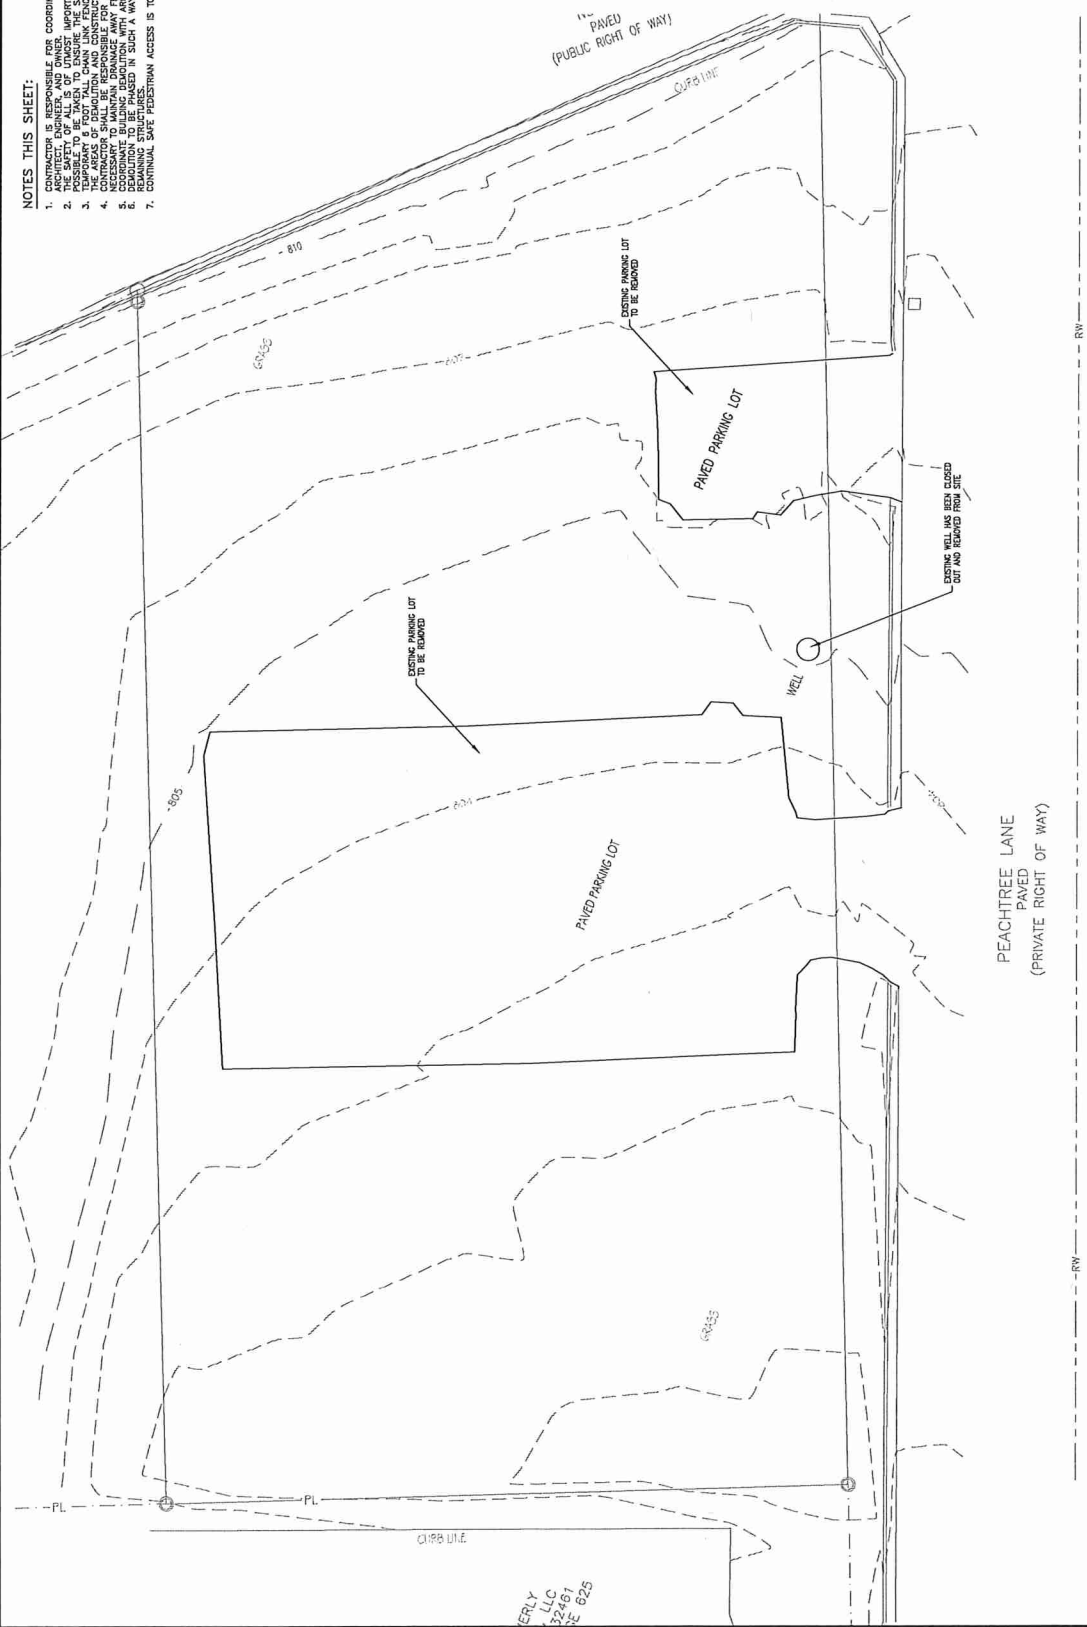 NOTES THIS SHEET:
1. CONTRACTOR IS RESPONSIBLE FOR
ARCHITECT, ENGINEER, AND OWNER.
2. THE SAFETY OF ALL IS OF UTMOST
POSSIBLE TO BE TAKEN TO ENSURE THE
3. TEMPORARY 6 FOOT TALL CHAIN LINK
THE AREAS OF DEMOLITION AND
4. CONTRACTOR SHALL BE RESPONSIBLE FOR
NECESSARY TO MAINTAIN DRAINAGE AWAY
5. COORDINATE BUILDING DEMOLITION WITH
6. DEMOLITION TO BE PHASED IN SUCH A WAY
REMAINING STRUCTURES.
7. CONTINUAL SAFE PEDESTRIAN ACCESS IS TO
PAVED
(PUBLIC RIGHT OF WAY)
CURB LINE
810
GRASS
807
EXISTING PARKING LOT
TO BE REMOVED
PAVED PARKING LOT
EXISTING WELL HAS BEEN CLOSED
OUT AND REMOVED FROM SITE
WELL
EXISTING PARKING LOT
TO BE REMOVED
805
804
PAVED PARKING LOT
PEACHTREE LANE
PAVED
(PRIVATE RIGHT OF WAY)
RW
RW
GRASS
PL
PL
CURB LINE
ERLY
LLC
32461
E 625